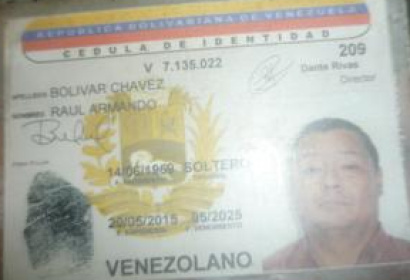 REPUBLICA BOLIVARIANA DE VENEZUELA
CEDULA DE IDENTIDAD
V 7.135.022
209
Dante Rivas
Director
APELLIDOS BOLIVAR CHAVEZ
NOMBRES RAUL ARMANDO
14/06/1959 SOLTERO
20/05/2015 05/2025
F. EXPEDICION F. VENCIMIENTO
VENEZOLANO